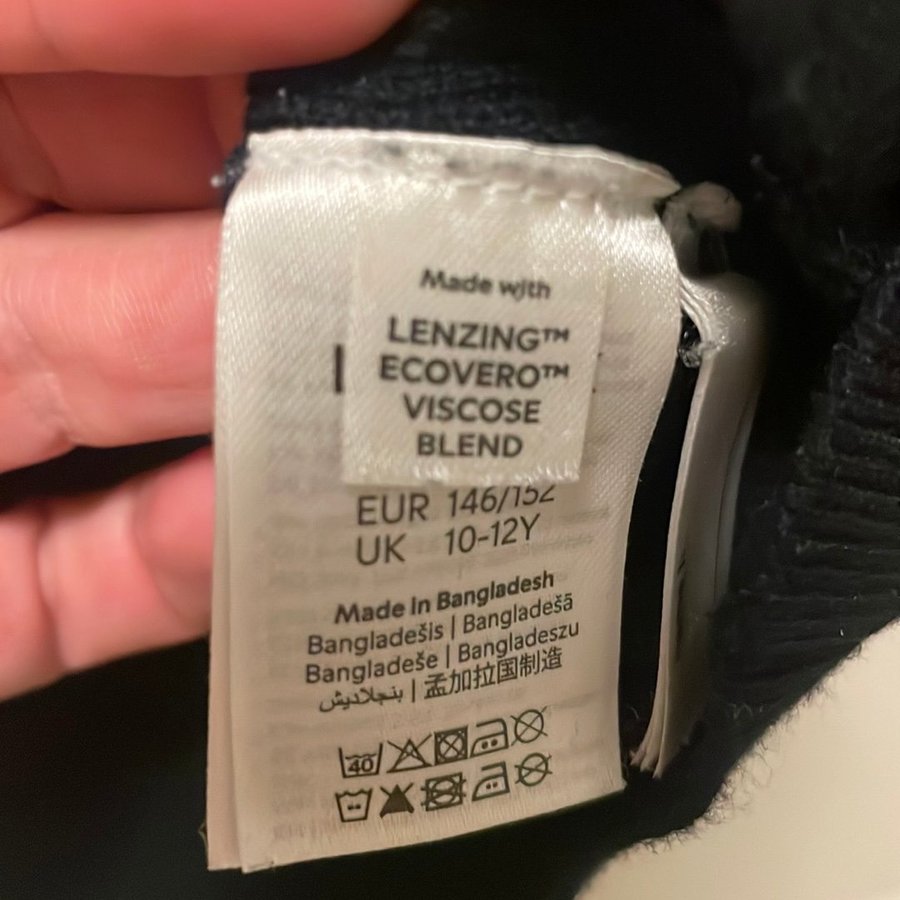 Made with
LENZING™
ECOVERO™
VISCOSE
BLEND
EUR 146/152
UK 10-12Y
Made In Bangladesh
Bangladešis | Bangladešā
Bangladeše | Bangladeszu
بنجلاديش | 孟加拉国制造
40